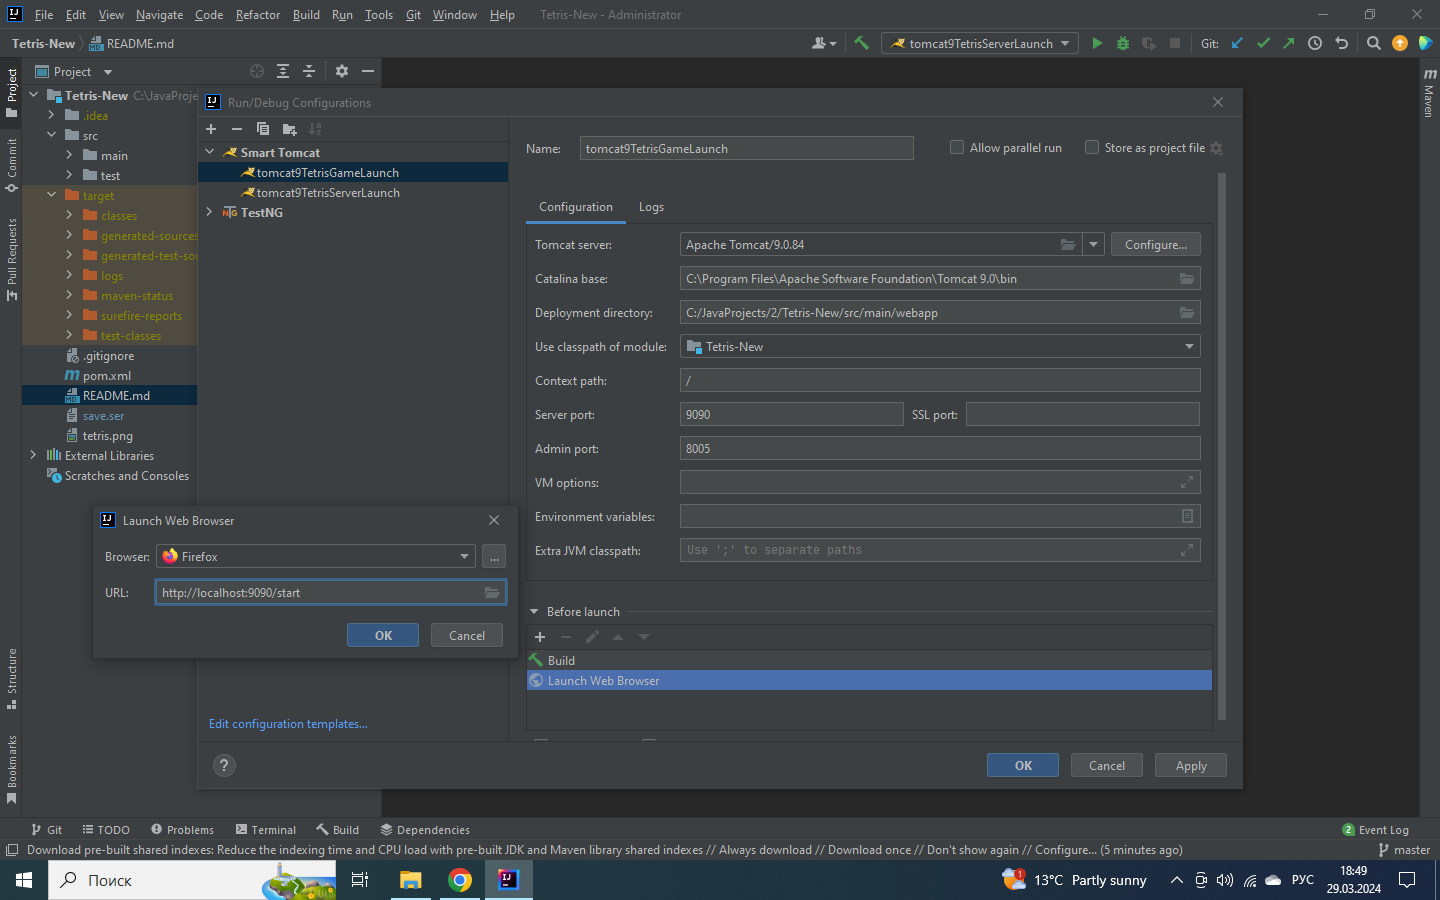 File Edit View Navigate Code Refactor Build Run Tools Git Window Help Tetris-New - Administrator
Tetris-New README.md tomcat9TetrisServerLaunch Git:
Project
Tetris-New C:\JavaProje
.idea
src
main
test
target
classes
generated-sources
generated-test-sou
logs
maven-status
surefire-reports
test-classes
.gitignore
pom.xml
README.md
save.ser
tetris.png
External Libraries
Scratches and Consoles
Project
Commit
Pull Requests
Structure
Bookmarks
Maven
Run/Debug Configurations
Smart Tomcat
tomcat9TetrisGameLaunch
tomcat9TetrisServerLaunch
TestNG
Edit configuration templates...
Name: tomcat9TetrisGameLaunch Allow parallel run Store as project file
Configuration Logs
Tomcat server: Apache Tomcat/9.0.84 Configure...
Catalina base: C:\Program Files\Apache Software Foundation\Tomcat 9.0\bin
Deployment directory: C:/JavaProjects/2/Tetris-New/src/main/webapp
Use classpath of module: Tetris-New
Context path: /
Server port: 9090 SSL port:
Admin port: 8005
VM options:
Environment variables:
Extra JVM classpath: Use ';' to separate paths
Before launch
Build
Launch Web Browser
? OK Cancel Apply
Launch Web Browser
Browser: Firefox ...
URL: http://localhost:9090/start
OK Cancel
Git TODO Problems Terminal Build Dependencies 2 Event Log
Download pre-built shared indexes: Reduce the indexing time and CPU load with pre-built JDK and Maven library shared indexes // Always download // Download once // Don't show again // Configure... (5 minutes ago) master
Поиск 1 13°C Partly sunny РУС 18:49
29.03.2024